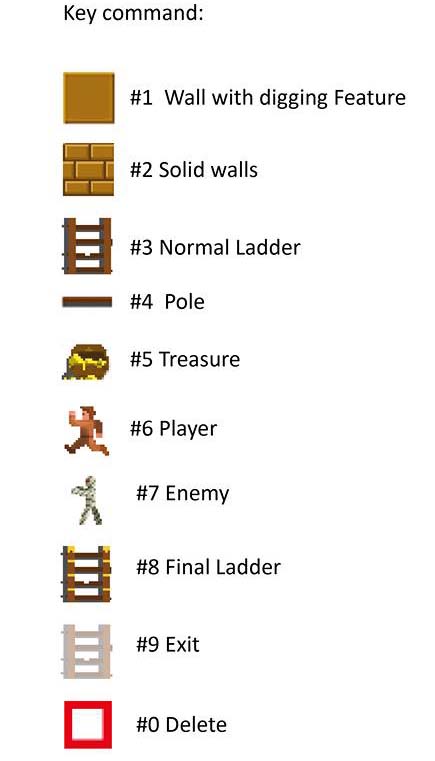 Key command:
#1 Wall with digging Feature
#2 Solid walls
#3 Normal Ladder
#4 Pole
#5 Treasure
#6 Player
#7 Enemy
#8 Final Ladder
#9 Exit
#0 Delete